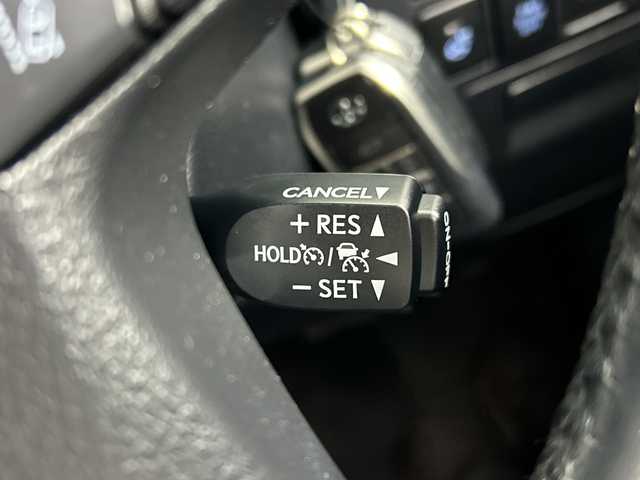 CANCEL▼
+ RES ▲
HOLD / ◀
− SET ▼
ON-OFF